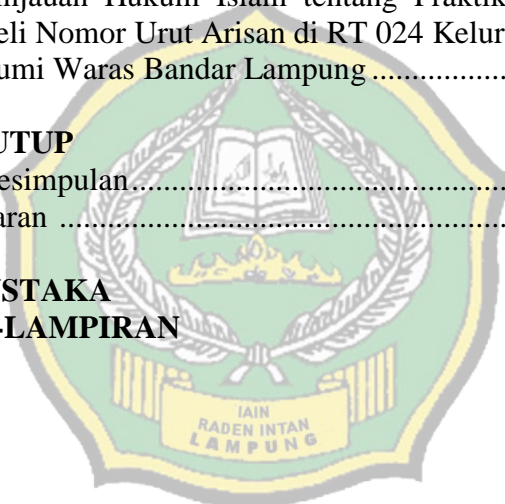 njauan Hukum Islam tentang Praktik
eli Nomor Urut Arisan di RT 024 Kelur
umi Waras Bandar Lampung ..................
UTUP
esimpulan..........................................
aran .................................................
STAKA
-LAMPIRAN
IAIN
RADEN INTAN
LAMPUNG